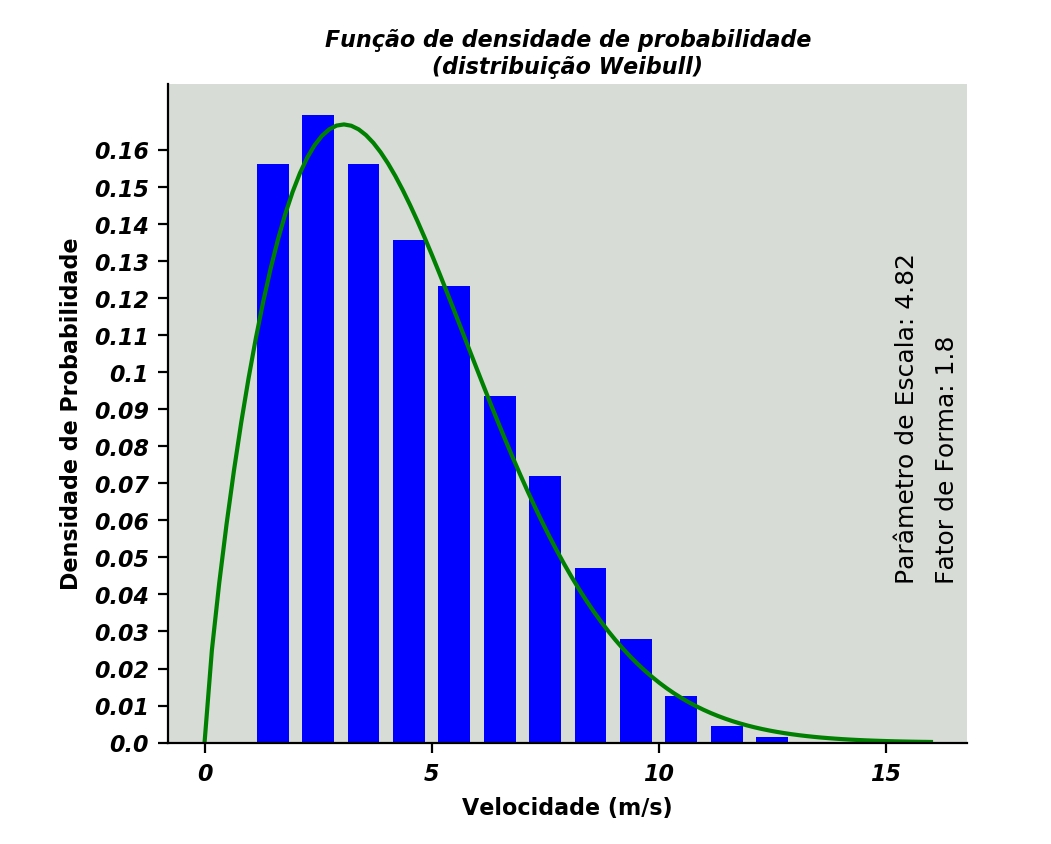 Função de densidade de probabilidade
(distribuição Weibull)
Densidade de Probabilidade
0.16
0.15
0.14
0.13
0.12
0.11
0.1
0.09
0.08
0.07
0.06
0.05
0.04
0.03
0.02
0.01
0.0
Parâmetro de Escala: 4.82
Fator de Forma: 1.8
0 5 10 15
Velocidade (m/s)